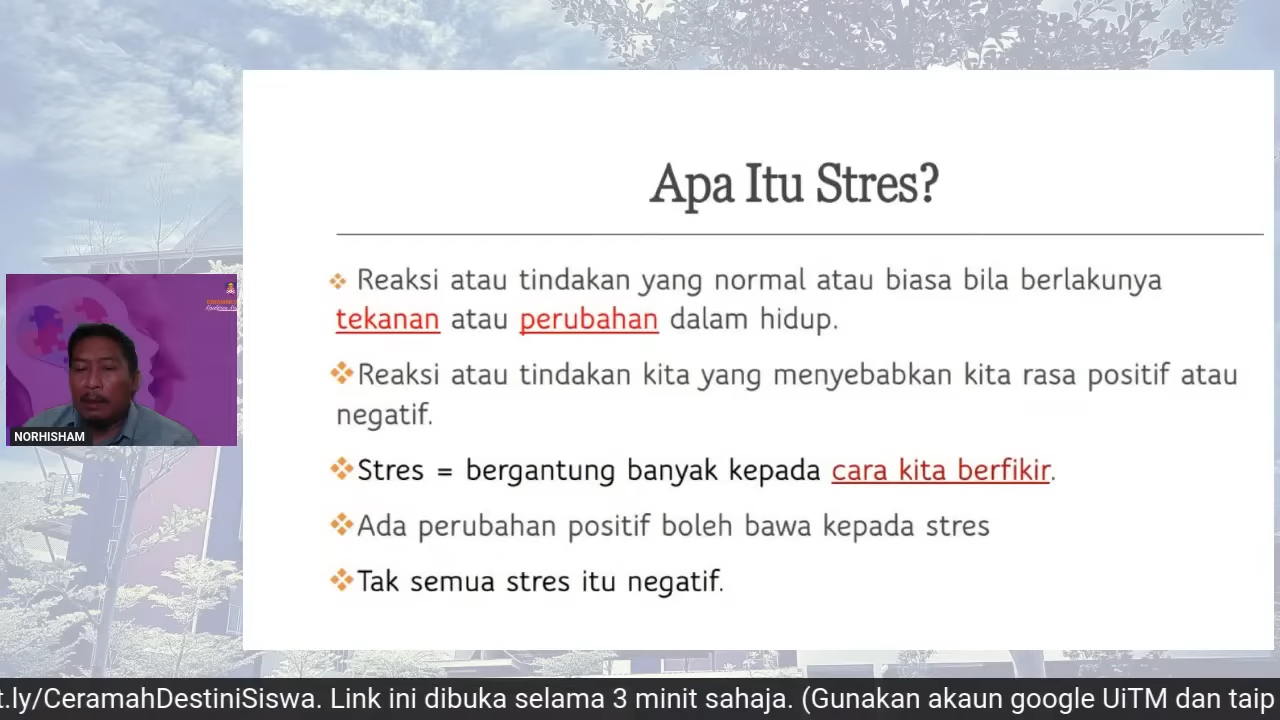 Apa Itu Stres?
Reaksi atau tindakan yang normal atau biasa bila berlakunya
tekanan atau perubahan dalam hidup.
Reaksi atau tindakan kita yang menyebabkan kita rasa positif atau
negatif.
Stres = bergantung banyak kepada cara kita berfikir.
Ada perubahan positif boleh bawa kepada stres
Tak semua stres itu negatif.
NORHISHAM
t.ly/CeramahDestiniSiswa. Link ini dibuka selama 3 minit sahaja. (Gunakan akaun google UiTM dan taip